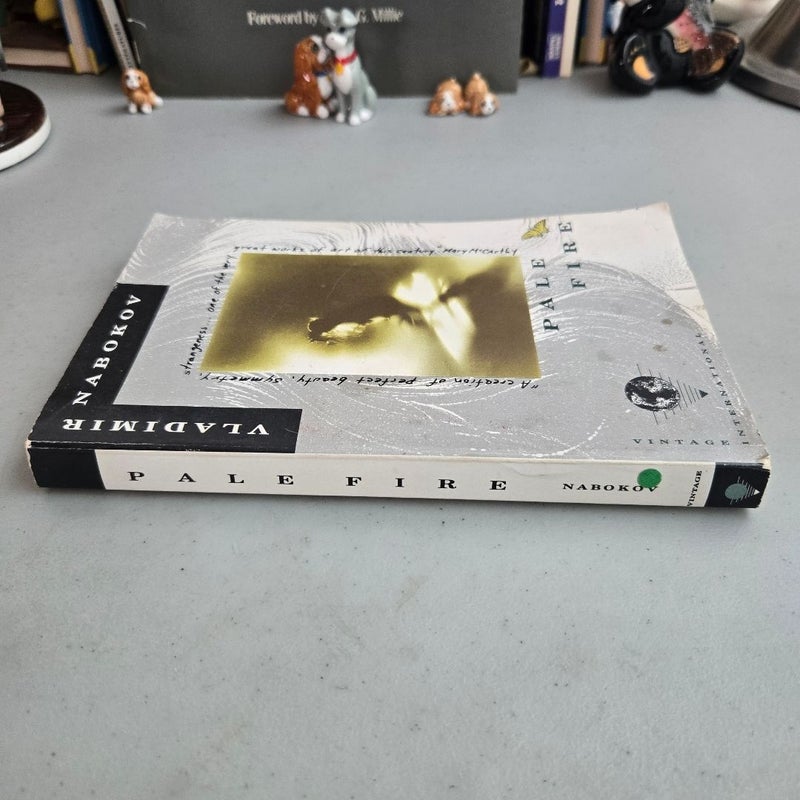 Foreword by G. Millie
great works of art of this century." Mary McCarthy
strangeness... one of the very
"A creation of perfect beauty, symmetry,
PALE
FIRE
VLADIMIR
NABOKOV
VINTAGE
INTERNATIONAL
PALE FIRE NABOKOV VINTAGE